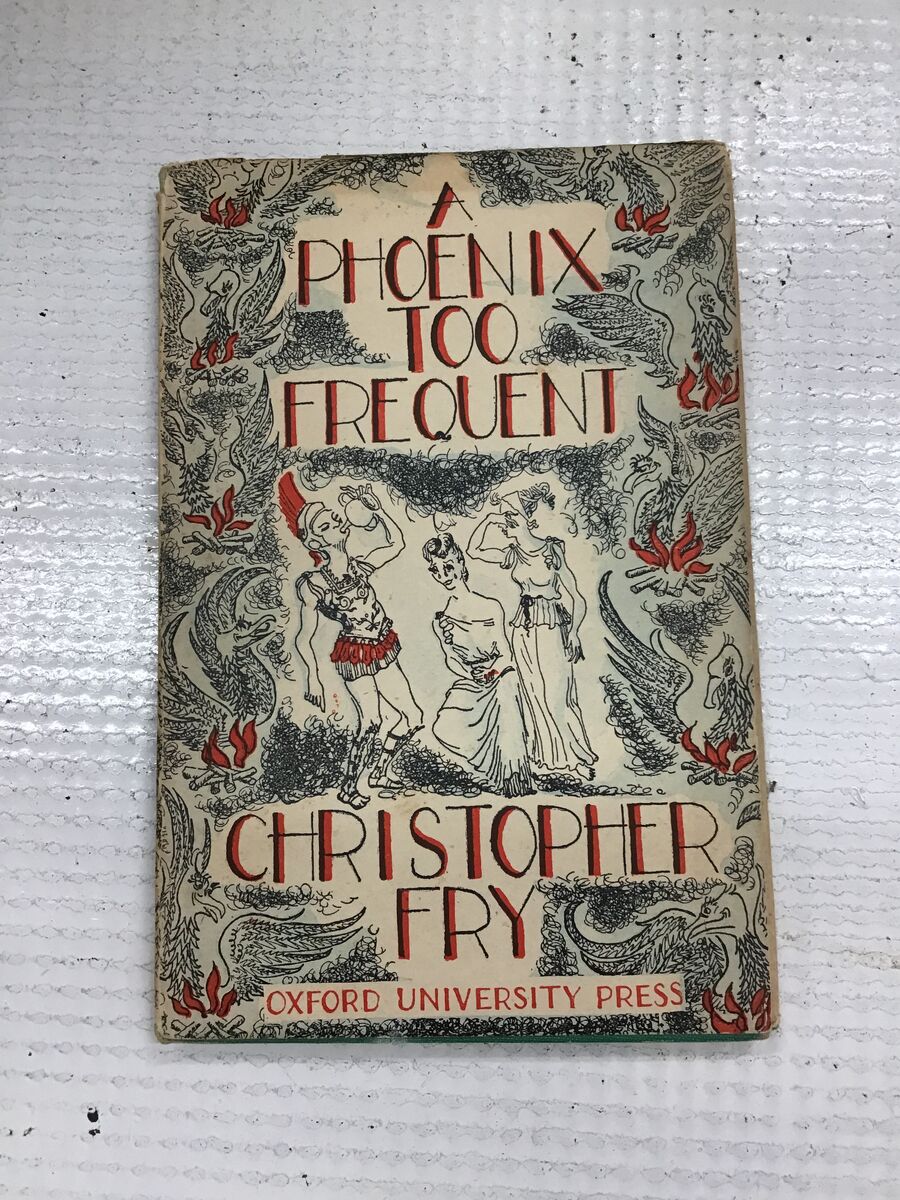 A
PHOENIX
TOO
FREQUENT
CHRISTOPHER
FRY
OXFORD UNIVERSITY PRESS